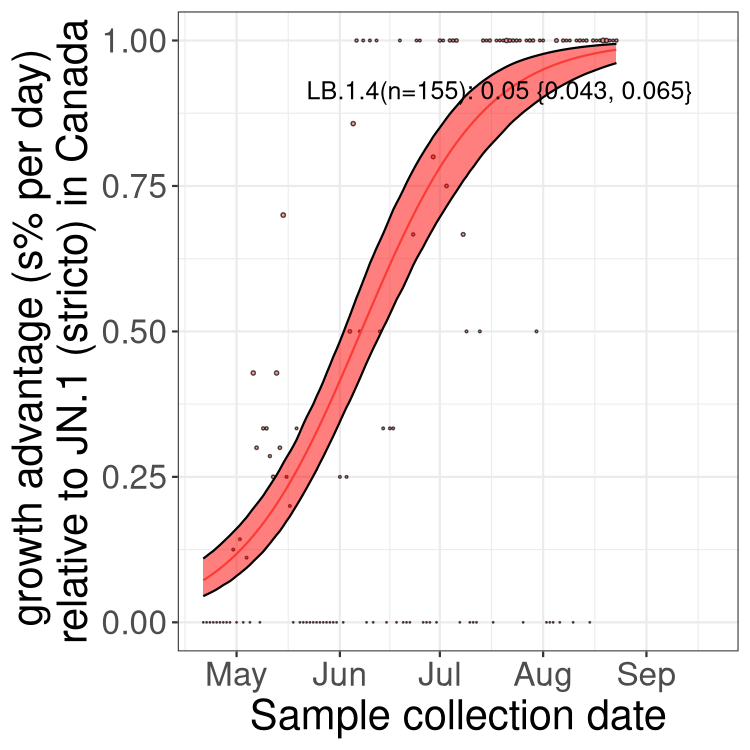 growth advantage (s% per day)
relative to JN.1 (stricto) in Canada
1.00
0.75
0.50
0.25
0.00
LB.1.4(n=155): 0.05 {0.043, 0.065}
May Jun Jul Aug Sep
Sample collection date